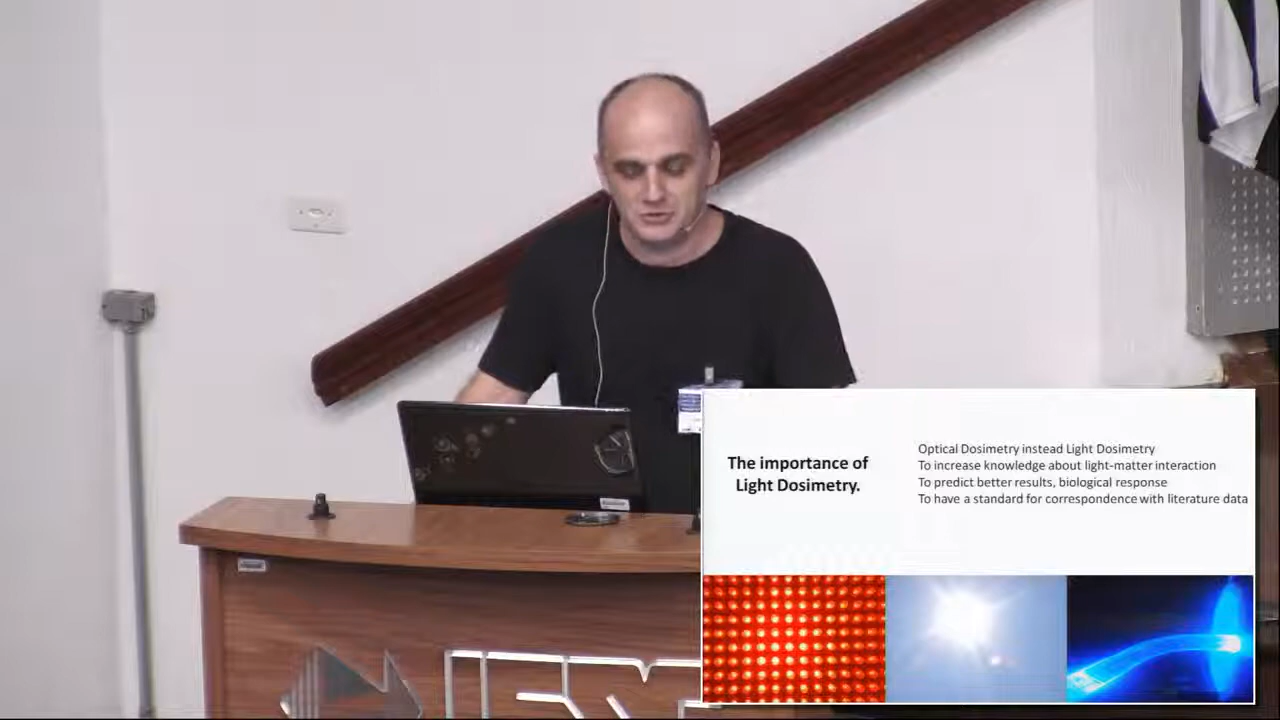 The importance of
Light Dosimetry.
Optical Dosimetry instead Light Dosimetry
To increase knowledge about light-matter interaction
To predict better results, biological response
To have a standard for correspondence with literature data